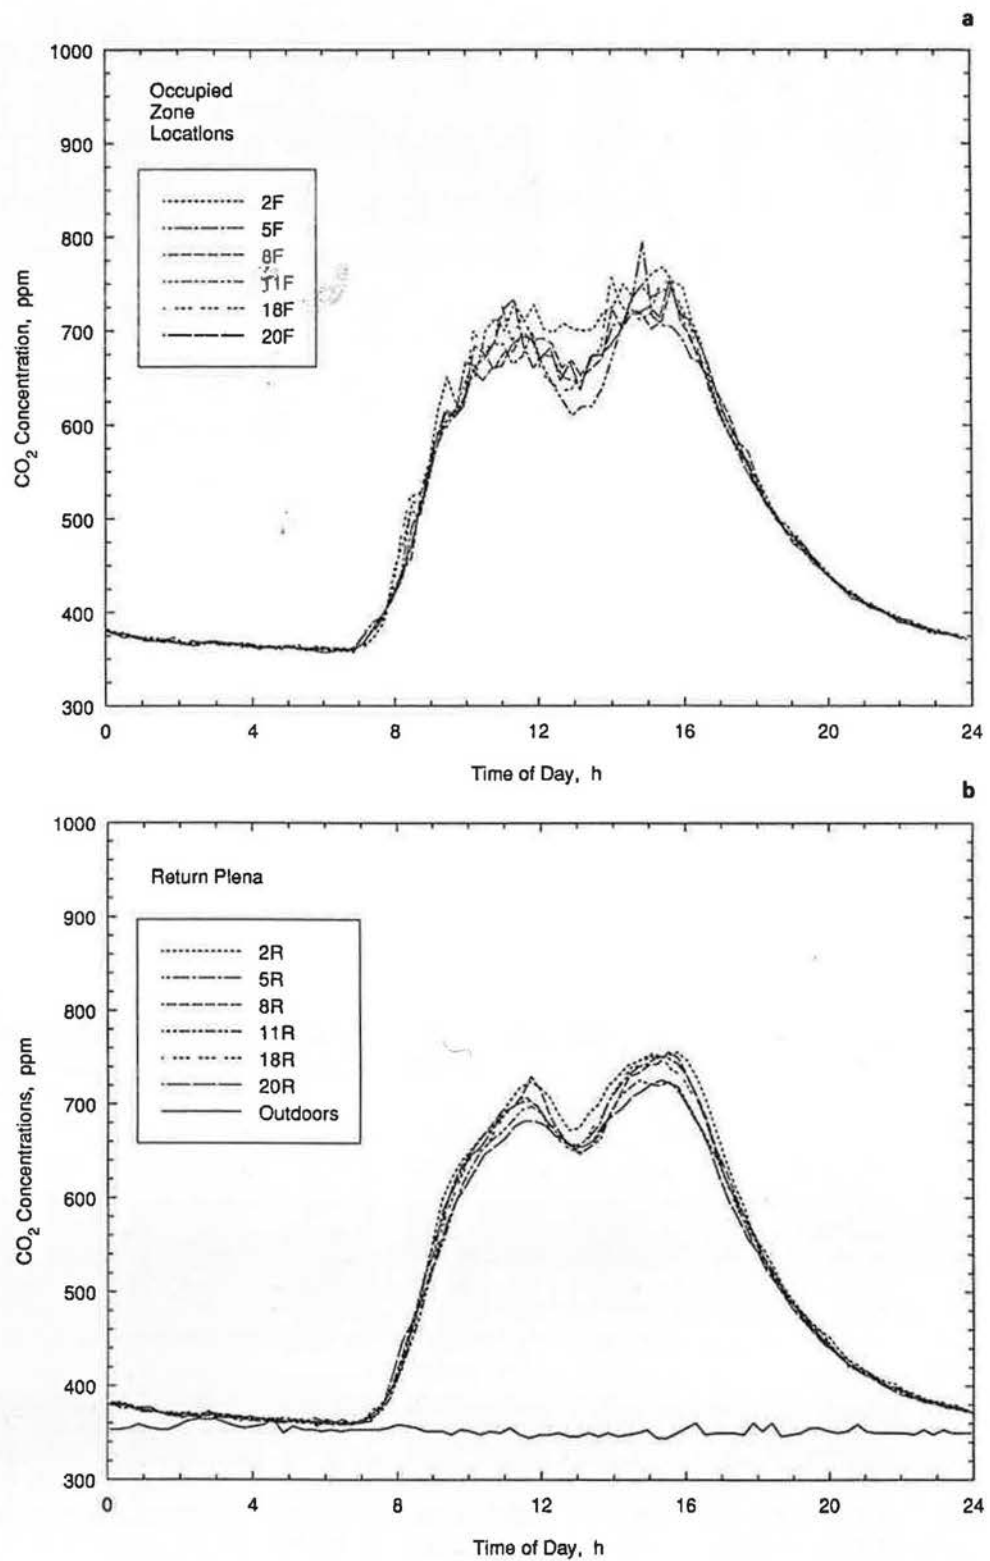 a
1000
900
800
700
600
500
400
300
CO2 Concentration, ppm
Occupied
Zone
Locations
2F
5F
8F
11F
18F
20F
0 4 8 12 16 20 24
Time of Day, h
b
1000
900
800
700
600
500
400
300
CO2 Concentrations, ppm
Return Plena
2R
5R
8R
11R
18R
20R
Outdoors
0 4 8 12 16 20 24
Time of Day, h